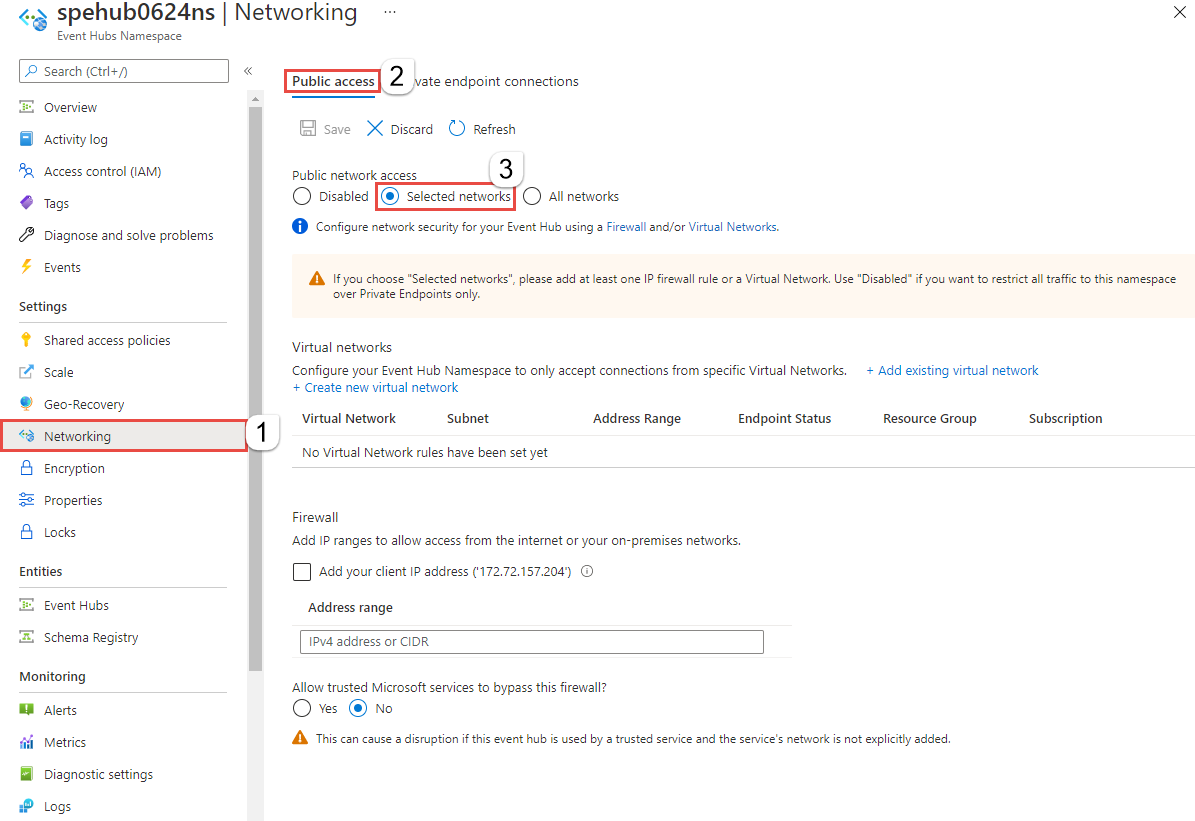 spehub0624ns | Networking ...
Event Hubs Namespace
Search (Ctrl+/)
«
Overview
Activity log
Access control (IAM)
Tags
Diagnose and solve problems
Events
Settings
Shared access policies
Scale
Geo-Recovery
Networking
1
Encryption
Properties
Locks
Entities
Event Hubs
Schema Registry
Monitoring
Alerts
Metrics
Diagnostic settings
Logs
Public access 2 vate endpoint connections
Save Discard Refresh
3
Public network access
Disabled Selected networks All networks
Configure network security for your Event Hub using a Firewall and/or Virtual Networks.
If you choose "Selected networks", please add at least one IP firewall rule or a Virtual Network. Use "Disabled" if you want to restrict all traffic to this namespace
over Private Endpoints only.
Virtual networks
Configure your Event Hub Namespace to only accept connections from specific Virtual Networks. + Add existing virtual network
+ Create new virtual network
Virtual Network Subnet Address Range Endpoint Status Resource Group Subscription
No Virtual Network rules have been set yet
Firewall
Add IP ranges to allow access from the internet or your on-premises networks.
Add your client IP address ('172.72.157.204')
Address range
IPv4 address or CIDR
Allow trusted Microsoft services to bypass this firewall?
Yes No
This can cause a disruption if this event hub is used by a trusted service and the service's network is not explicitly added.